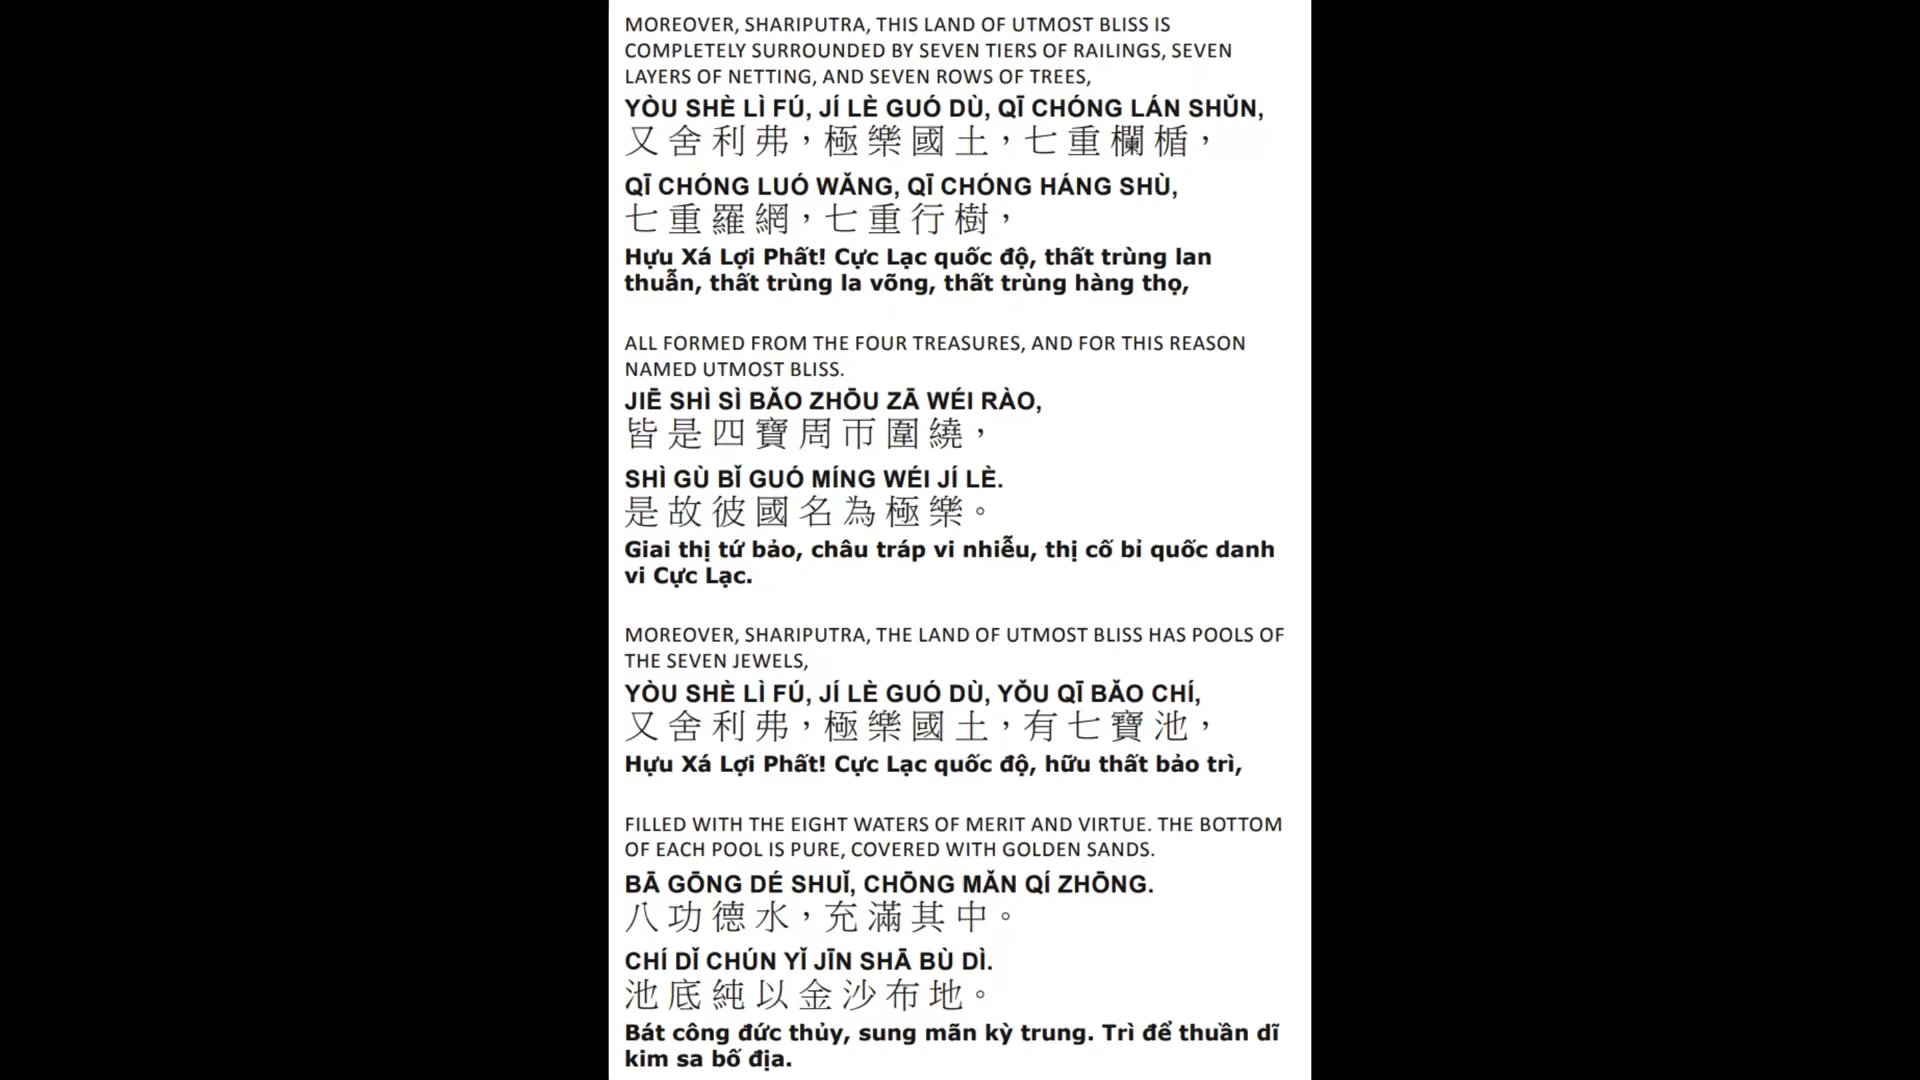 MOREOVER, SHARIPUTRA, THIS LAND OF UTMOST BLISS IS
COMPLETELY SURROUNDED BY SEVEN TIERS OF RAILINGS, SEVEN
LAYERS OF NETTING, AND SEVEN ROWS OF TREES,
YÒU SHÈ LÌ FÚ, JÍ LÈ GUÓ DÙ, QĪ CHÓNG LÁN SHǓN,
又舍利弗，極樂國土，七重欄楯，
QĪ CHÓNG LUÓ WǍNG, QĪ CHÓNG HÁNG SHÙ,
七重羅網，七重行樹，
Hựu Xá Lợi Phất! Cực Lạc quốc độ, thất trùng lan
thuẫn, thất trùng la võng, thất trùng hàng thọ,
ALL FORMED FROM THE FOUR TREASURES, AND FOR THIS REASON
NAMED UTMOST BLISS.
JIĒ SHÌ SÌ BǍO ZHŌU ZĀ WÉI RÀO,
皆是四寶周帀圍繞，
SHÌ GÙ BǏ GUÓ MÍNG WÉI JÍ LÈ.
是故彼國名為極樂。
Giai thị tứ bảo, châu tráp vi nhiễu, thị cố bỉ quốc danh
vi Cực Lạc.
MOREOVER, SHARIPUTRA, THE LAND OF UTMOST BLISS HAS POOLS OF
THE SEVEN JEWELS,
YÒU SHÈ LÌ FÚ, JÍ LÈ GUÓ DÙ, YǑU QĪ BǍO CHÍ,
又舍利弗，極樂國土，有七寶池，
Hựu Xá Lợi Phất! Cực Lạc quốc độ, hữu thất bảo trì,
FILLED WITH THE EIGHT WATERS OF MERIT AND VIRTUE. THE BOTTOM
OF EACH POOL IS PURE, COVERED WITH GOLDEN SANDS.
BĀ GŌNG DÉ SHUǏ, CHŌNG MǍN QÍ ZHŌNG.
八功德水，充滿其中。
CHÍ DǏ CHÚN YǏ JĪN SHĀ BÙ DÌ.
池底純以金沙布地。
Bát công đức thủy, sung mãn kỳ trung. Trì để thuần dĩ
kim sa bố địa.